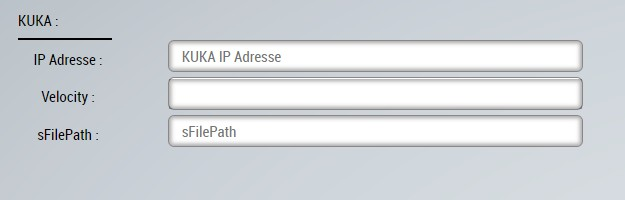 KUKA :
IP Adresse : KUKA IP Adresse
Velocity :
sFilePath : sFilePath